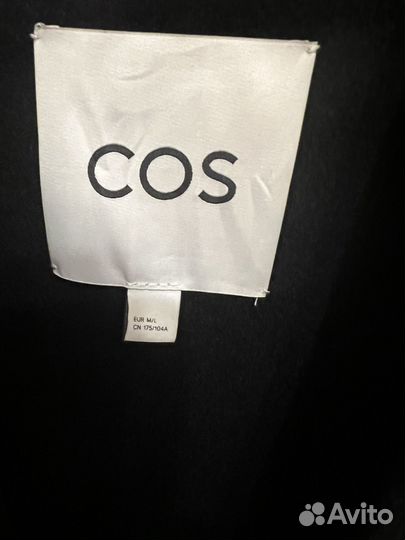 COS
EUR M/L
CN 175/104A
Avito